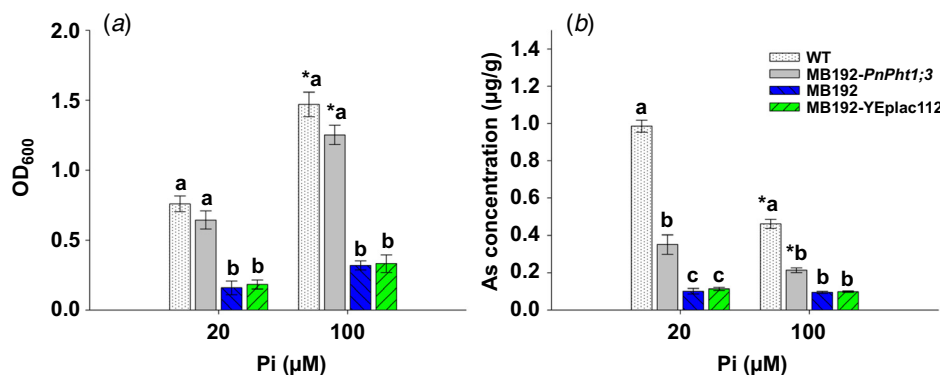 (a)
2.0
1.5
1.0
0.5
0.0
OD600
a
a
b
b
*a
*a
b
b
20
100
Pi (µM)
(b)
1.4
1.2
1.0
0.8
0.6
0.4
0.2
0.0
As concentration (µg/g)
WT
MB192-PnPht1;3
MB192
MB192-YEplac112
a
b
c
c
*a
*b
b
b
20
100
Pi (µM)